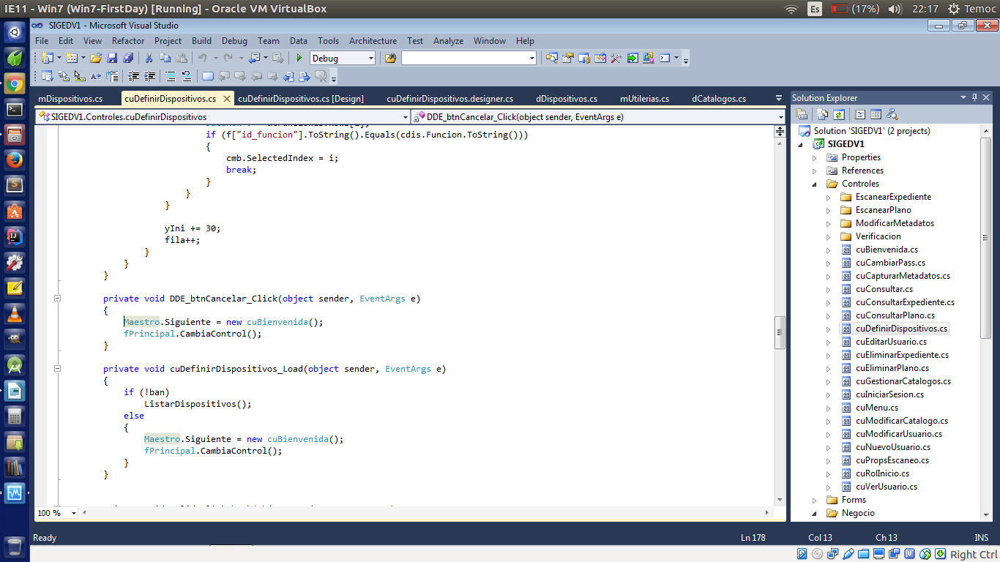 IE11 - Win7 (Win7-FirstDay) [Running] - Oracle VM VirtualBox
Es
(17%)
22:17
Temoc
SIGEDV1 - Microsoft Visual Studio
File Edit View Refactor Project Build Debug Team Data Tools Architecture Test Analyze Window Help
Debug
mDispositivos.cs cuDefinirDispositivos.cs cuDefinirDispositivos.cs [Design] cuDefinirDispositivos.designer.cs dDispositivos.cs mUtilerias.cs dCatalogos.cs
SIGEDV1.Controles.cuDefinirDispositivos
DDE_btnCancelar_Click(object sender, EventArgs e)
if (f["id_funcion"].ToString().Equals(cdis.Funcion.ToString()))
{
cmb.SelectedIndex = i;
break;
}
}
}
yIni += 30;
fila++;
}
}
}
private void DDE_btnCancelar_Click(object sender, EventArgs e)
{
Maestro.Siguiente = new cuBienvenida();
fPrincipal.CambiaControl();
}
private void cuDefinirDispositivos_Load(object sender, EventArgs e)
{
if (!ban)
ListarDispositivos();
else
{
Maestro.Siguiente = new cuBienvenida();
fPrincipal.CambiaControl();
}
}
100 %
Solution Explorer
Solution 'SIGEDV1' (2 projects)
SIGEDV1
Properties
References
Controles
EscanearExpediente
EscanearPlano
ModificarMetadatos
Verificacion
cuBienvenida.cs
cuCambiarPass.cs
cuCapturarMetadatos.cs
cuConsultar.cs
cuConsultarExpediente.cs
cuConsultarPlano.cs
cuDefinirDispositivos.cs
cuEditarUsuario.cs
cuEliminarExpediente.cs
cuEliminarPlano.cs
cuGestionarCatalogos.cs
cuIniciarSesion.cs
cuMenu.cs
cuModificarCatalogo.cs
cuModificarUsuario.cs
cuNuevoUsuario.cs
cuPropsEscaneo.cs
cuRolInicio.cs
cuVerUsuario.cs
Forms
Negocio
Ready
Ln 178 Col 13 Ch 13 INS
Right Ctrl